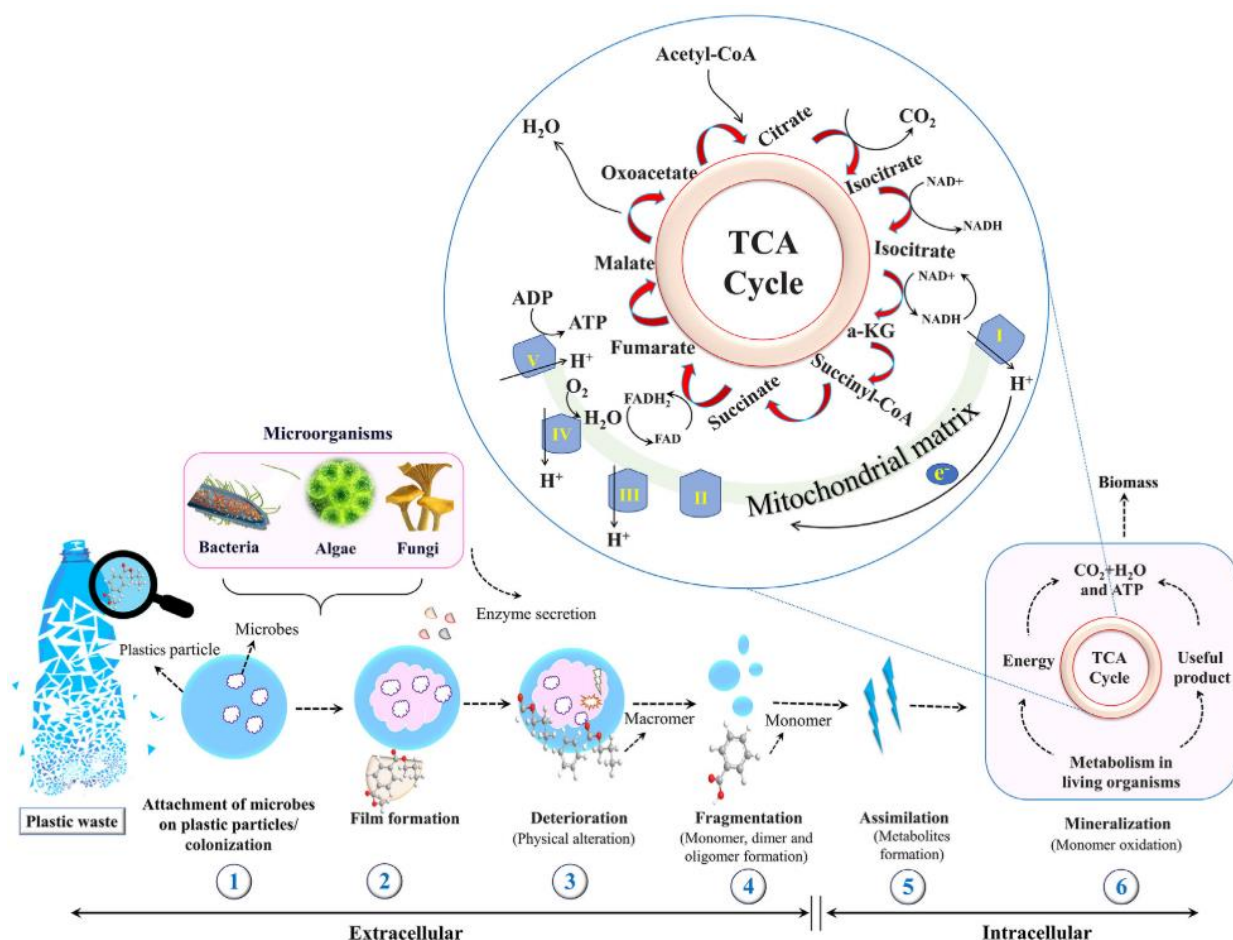 Acetyl-CoA
Citrate
CO2
H2O
Oxoacetate
Isocitrate
NAD+
NADH
TCA
Cycle
Isocitrate
Malate
NAD+
NADH
ADP
ATP
a-KG
I
Fumarate
V
H+
H+
Succinyl-CoA
O2
Succinate
FADH2
H2O
FAD
IV
H+
III
II
H+
Mitochondrial matrix
e-
Microorganisms
Bacteria
Algae
Fungi
Enzyme secretion
Microbes
Plastics particle
Macromer
Monomer
Biomass
CO2+H2O
and ATP
Energy
TCA
Cycle
Useful
product
Metabolism in
living organisms
Plastic waste
Attachment of microbes
on plastic particles/
colonization
Film formation
Deterioration
(Physical alteration)
Fragmentation
(Monomer, dimer and
oligomer formation)
Assimilation
(Metabolites
formation)
Mineralization
(Monomer oxidation)
1
2
3
4
5
6
Extracellular
Intracellular